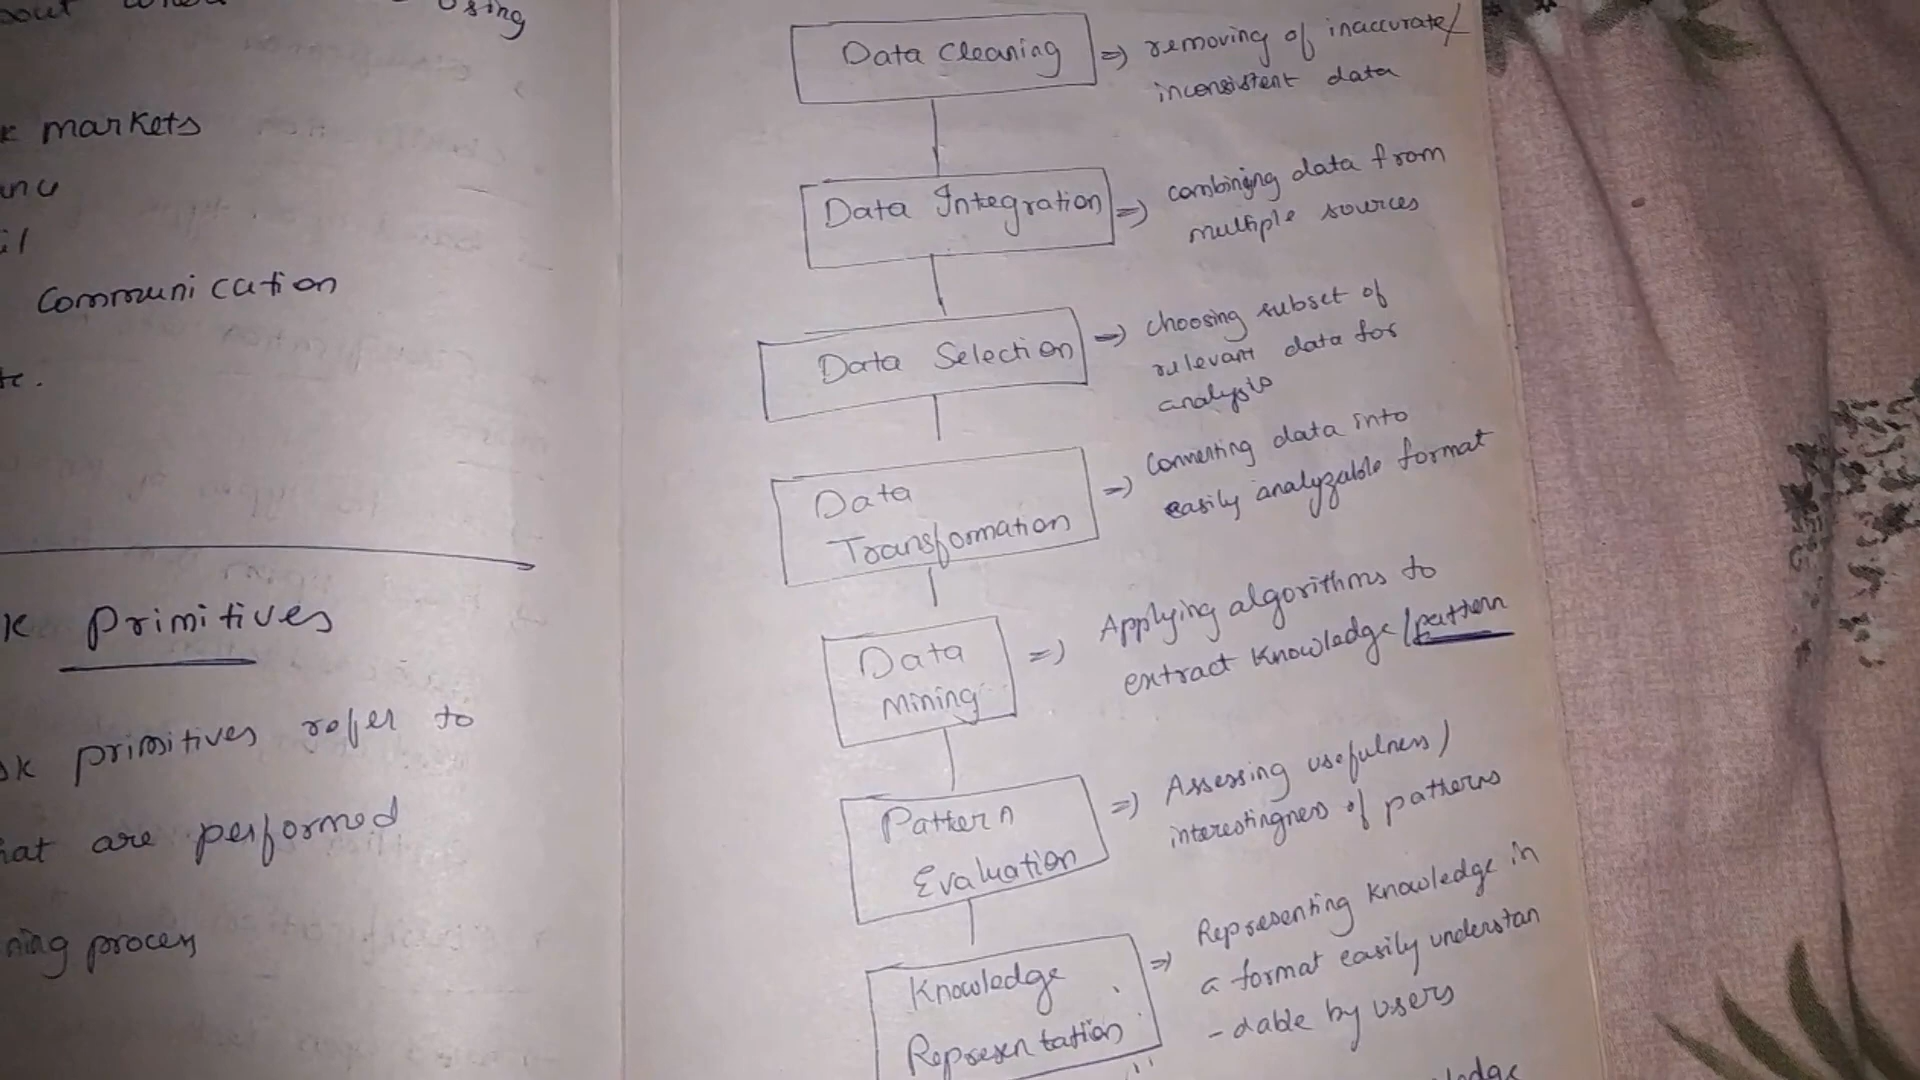 using
markets
Communication
Primitives
primitives refer to
are performed
process
Data Cleaning => removing of inaccurate/
inconsistent data
Data Integration => combining data from
multiple sources
Data Selection => choosing subset of
relevant data for
analysis
Data
Transformation => Converting data into
easily analyzable format
Data
Mining => Applying algorithms to
extract knowledge/pattern
Pattern
Evaluation => Assessing usefulness/
interestingness of patterns
Knowledge
Representation => Representing knowledge in
a format easily understan
-dable by users